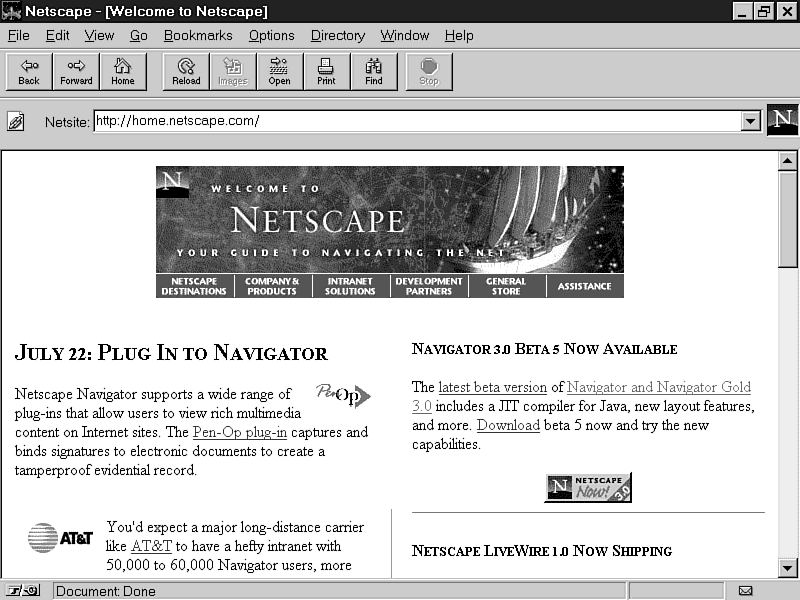 Netscape - [Welcome to Netscape]
File Edit View Go Bookmarks Options Directory Window Help
Back Forward Home Reload Images Open Print Find Stop
Netsite: http://home.netscape.com/ N
N
WELCOME TO
NETSCAPE
YOUR GUIDE TO NAVIGATING THE NET
NETSCAPE DESTINATIONS
COMPANY & PRODUCTS
INTRANET SOLUTIONS
DEVELOPMENT PARTNERS
GENERAL STORE
ASSISTANCE
JULY 22: PLUG IN TO NAVIGATOR
PenOp
Netscape Navigator supports a wide range of
plug-ins that allow users to view rich multimedia
content on Internet sites. The Pen-Op plug-in captures and
binds signatures to electronic documents to create a
tamperproof evidential record.
AT&T
You'd expect a major long-distance carrier
like AT&T to have a hefty intranet with
50,000 to 60,000 Navigator users, more
NAVIGATOR 3.0 BETA 5 NOW AVAILABLE
The latest beta version of Navigator and Navigator Gold
3.0 includes a JIT compiler for Java, new layout features,
and more. Download beta 5 now and try the new
capabilities.
N NETSCAPE
Now! 3.0
NETSCAPE LIVEWIRE 1.0 NOW SHIPPING
Document: Done